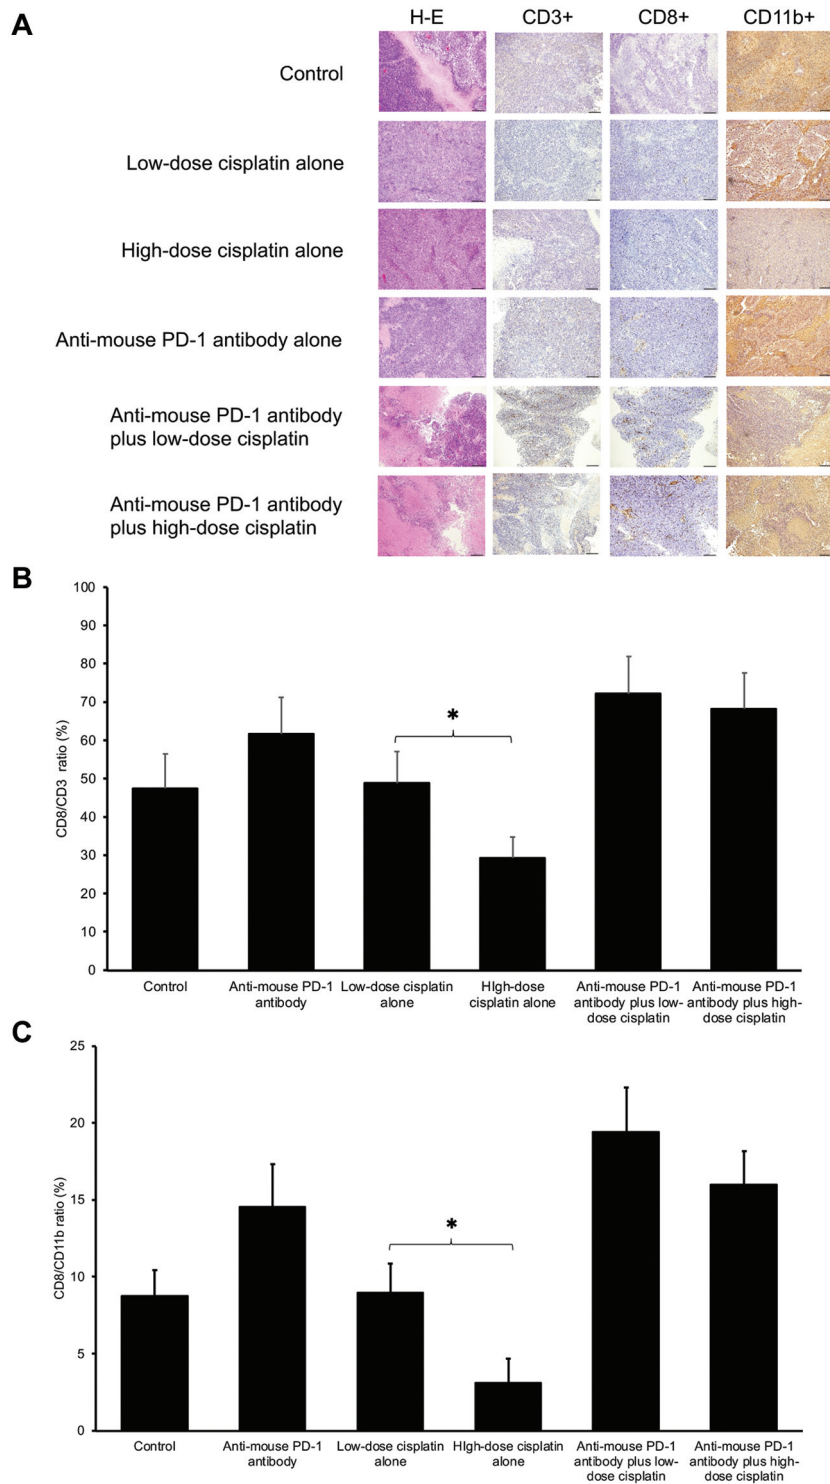 A
H-E CD3+ CD8+ CD11b+
Control
Low-dose cisplatin alone
High-dose cisplatin alone
Anti-mouse PD-1 antibody alone
Anti-mouse PD-1 antibody
plus low-dose cisplatin
Anti-mouse PD-1 antibody
plus high-dose cisplatin
B
100
90
80
70
60
50
40
30
20
10
0
CD8/CD3 ratio (%)
*
Control
Anti-mouse PD-1
antibody
Low-dose cisplatin
alone
HIgh-dose
cisplatin alone
Anti-mouse PD-1
antibody plus low-
dose cisplatin
Anti-mouse PD-1
antibody plus high-
dose cisplatin
C
25
20
15
10
5
0
CD8/CD11b ratio (%)
*
Control
Anti-mouse PD-1
antibody
Low-dose cisplatin
alone
HIgh-dose cisplatin
alone
Anti-mouse PD-1
antibody plus low-
dose cisplatin
Anti-mouse PD-1
antibody plus high-
dose cisplatin